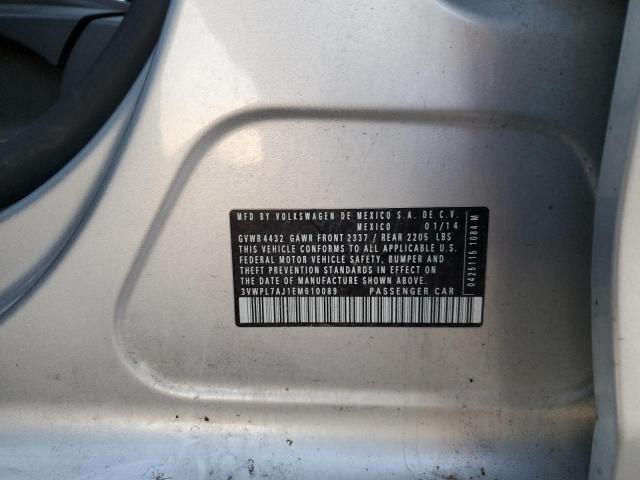 MFD BY VOLKSWAGEN DE MEXICO S.A. DE C.V.
MEXICO 01/14
GVWR4432 GAWR FRONT 2337 / REAR 2205 LBS
THIS VEHICLE CONFORMS TO ALL APPLICABLE U.S.
FEDERAL MOTOR VEHICLE SAFETY, BUMPER AND
THEFT PREVENTION STANDARDS IN EFFECT ON
THE DATE OF MANUFACTURE SHOWN ABOVE.
3VWPL7AJ1EM610089 PASSENGER CAR
0425115 1084 M